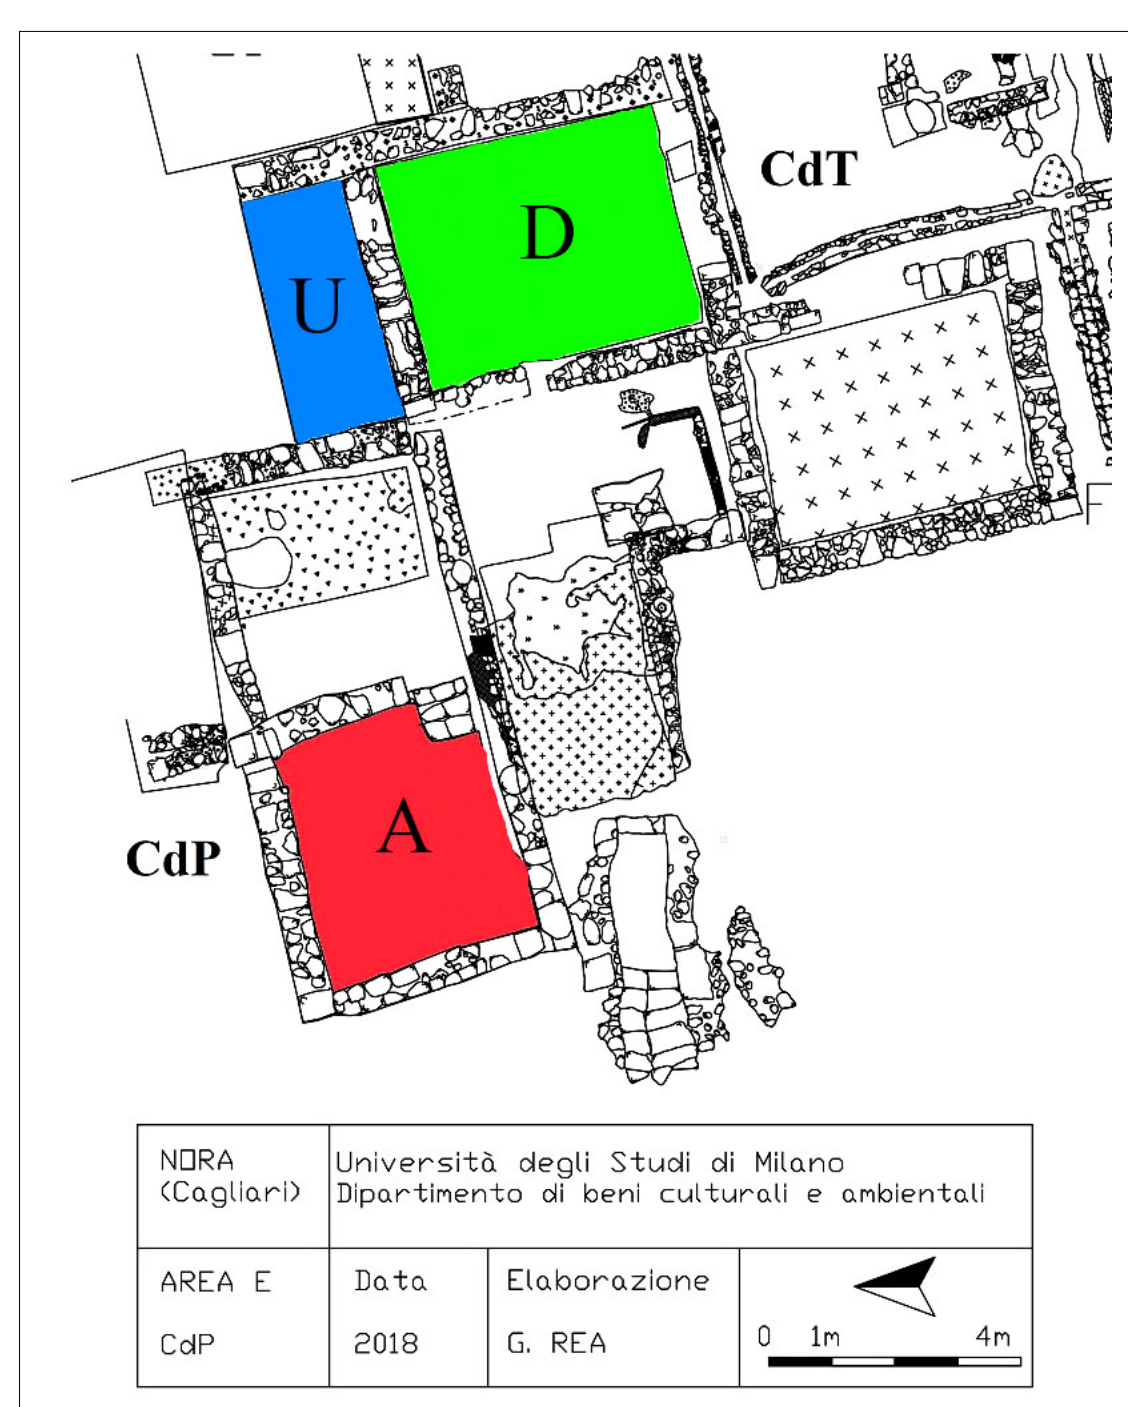 CdT
D
U
F
A
CdP
NORA
(Cagliari)
Università degli Studi di Milano
Dipartimento di beni culturali e ambientali
AREA E
CdP
Data
2018
Elaborazione
G. REA
0 1m 4m